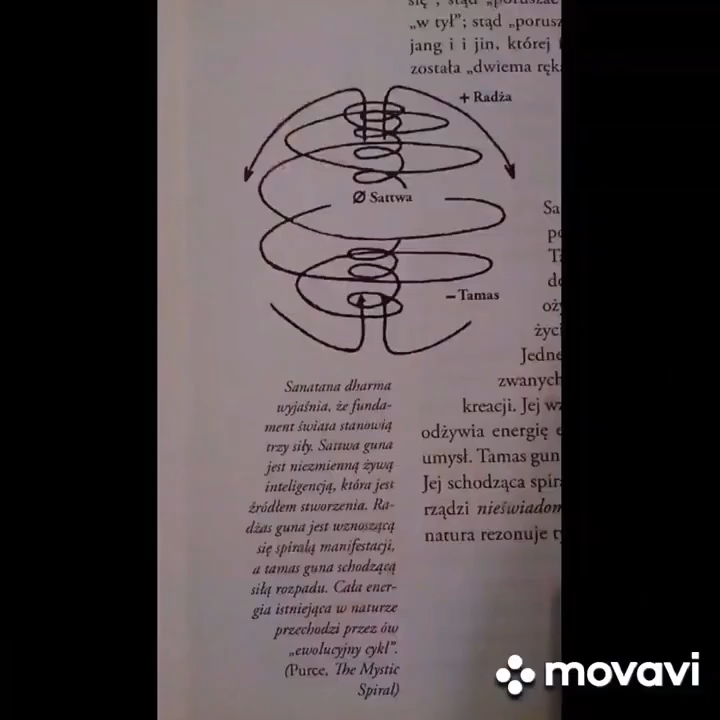 się , stąd „poruszać
„w tył”; stąd „porusz
jang i i jin, której
została „dwiema ręka
+ Radża
Ø Sattwa
– Tamas
Sanatana dharma
wyjaśnia, że funda-
ment świata stanowią
trzy siły. Sattwa guna
jest niezmienną żywą
inteligencją, która jest
źródłem stworzenia. Ra-
dżas guna jest wznoszącą
się spiralą manifestacji,
a tamas guna schodzącą
siłą rozpadu. Cała ener-
gia istniejąca w naturze
przechodzi przez ów
„ewolucyjny cykl”.
(Purce, The Mystic
Spiral)
Sa
po
Ta
do
oży
życi
Jedne
zwanych
kreacji. Jej wz
odżywia energię e
umysł. Tamas gun
Jej schodząca spir
rządzi nieświadom
natura rezonuje ty
movavi